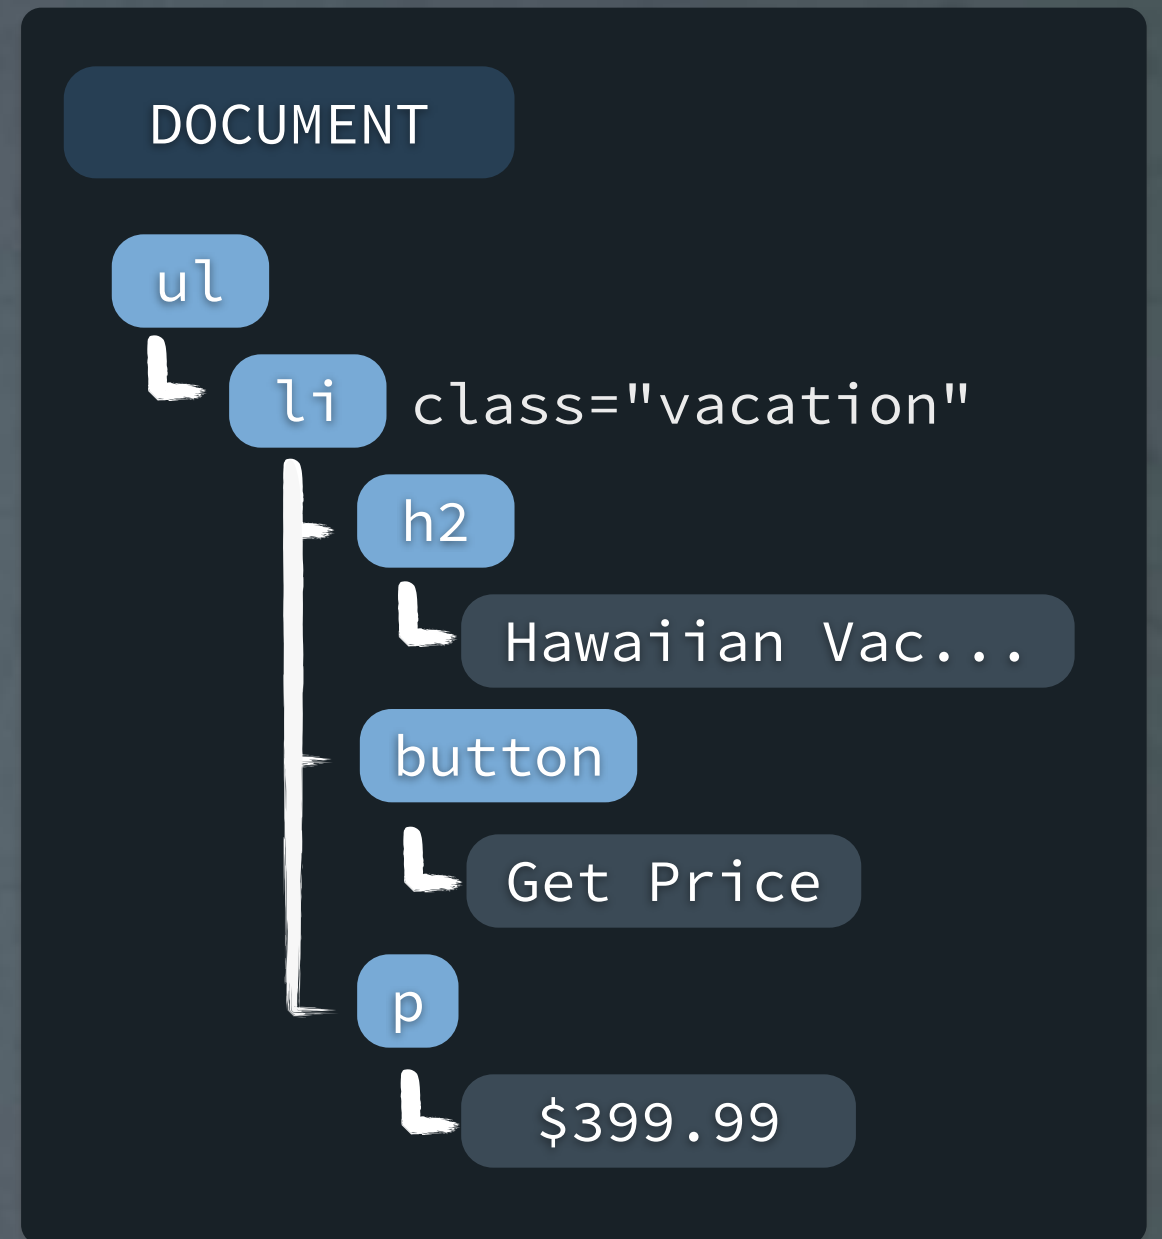 DOCUMENT
ul
li class="vacation"
h2
Hawaiian Vac...
button
Get Price
p
$399.99